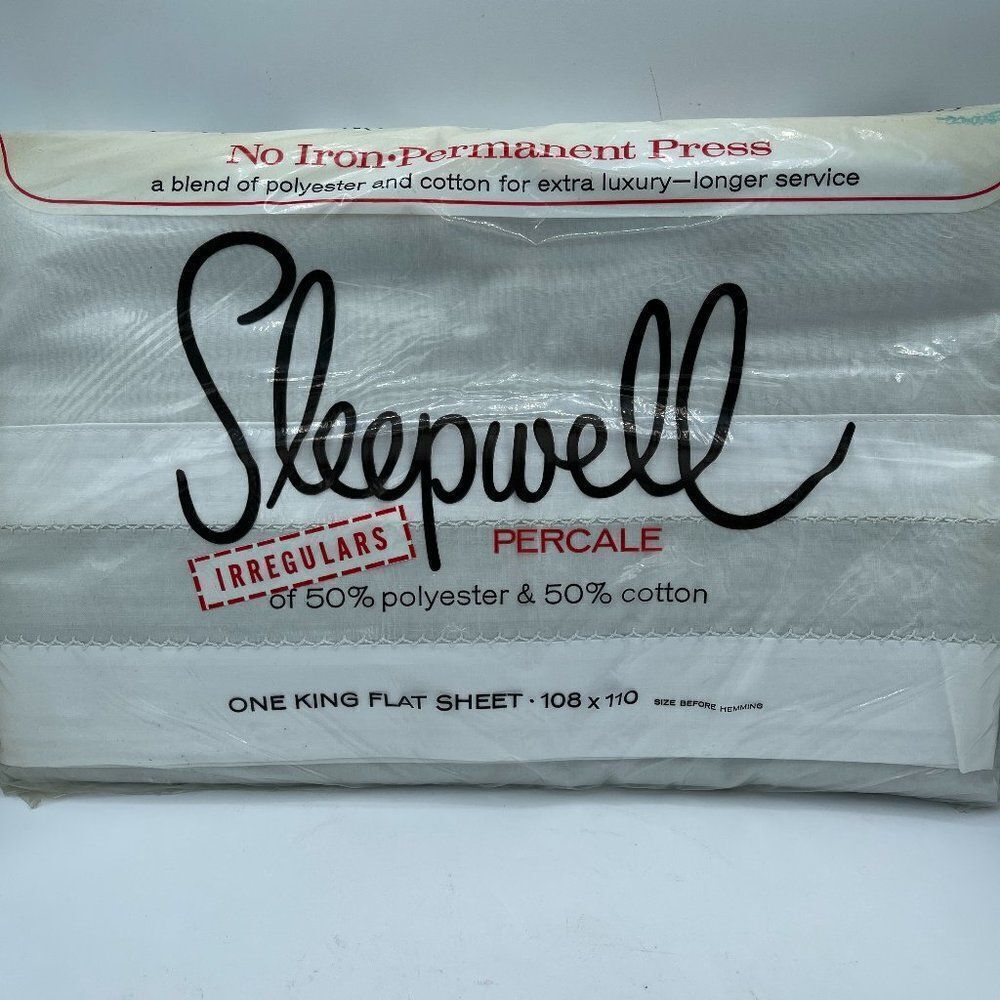 No Iron•Permanent Press
a blend of polyester and cotton for extra luxury—longer service
Sleepwell
IRREGULARS
PERCALE
of 50% polyester & 50% cotton
ONE KING FLAT SHEET · 108 x 110 SIZE BEFORE HEMMING